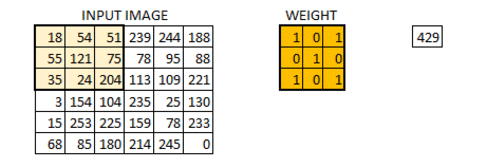 INPUT IMAGE WEIGHT
18 54 51 239 244 188 1 0 1 429
55 121 75 78 95 88 0 1 0
35 24 204 113 109 221 1 0 1
3 154 104 235 25 130
15 253 225 159 78 233
68 85 180 214 245 0